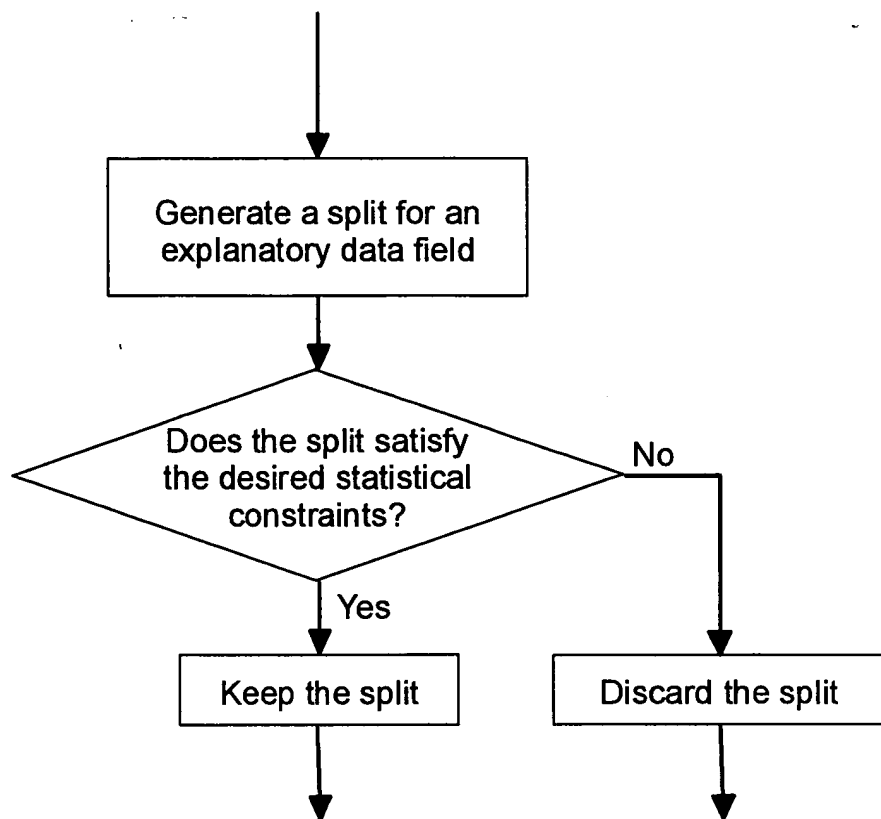 Generate a split for an
explanatory data field
Does the split satisfy
the desired statistical
constraints?
No
Yes
Keep the split
Discard the split